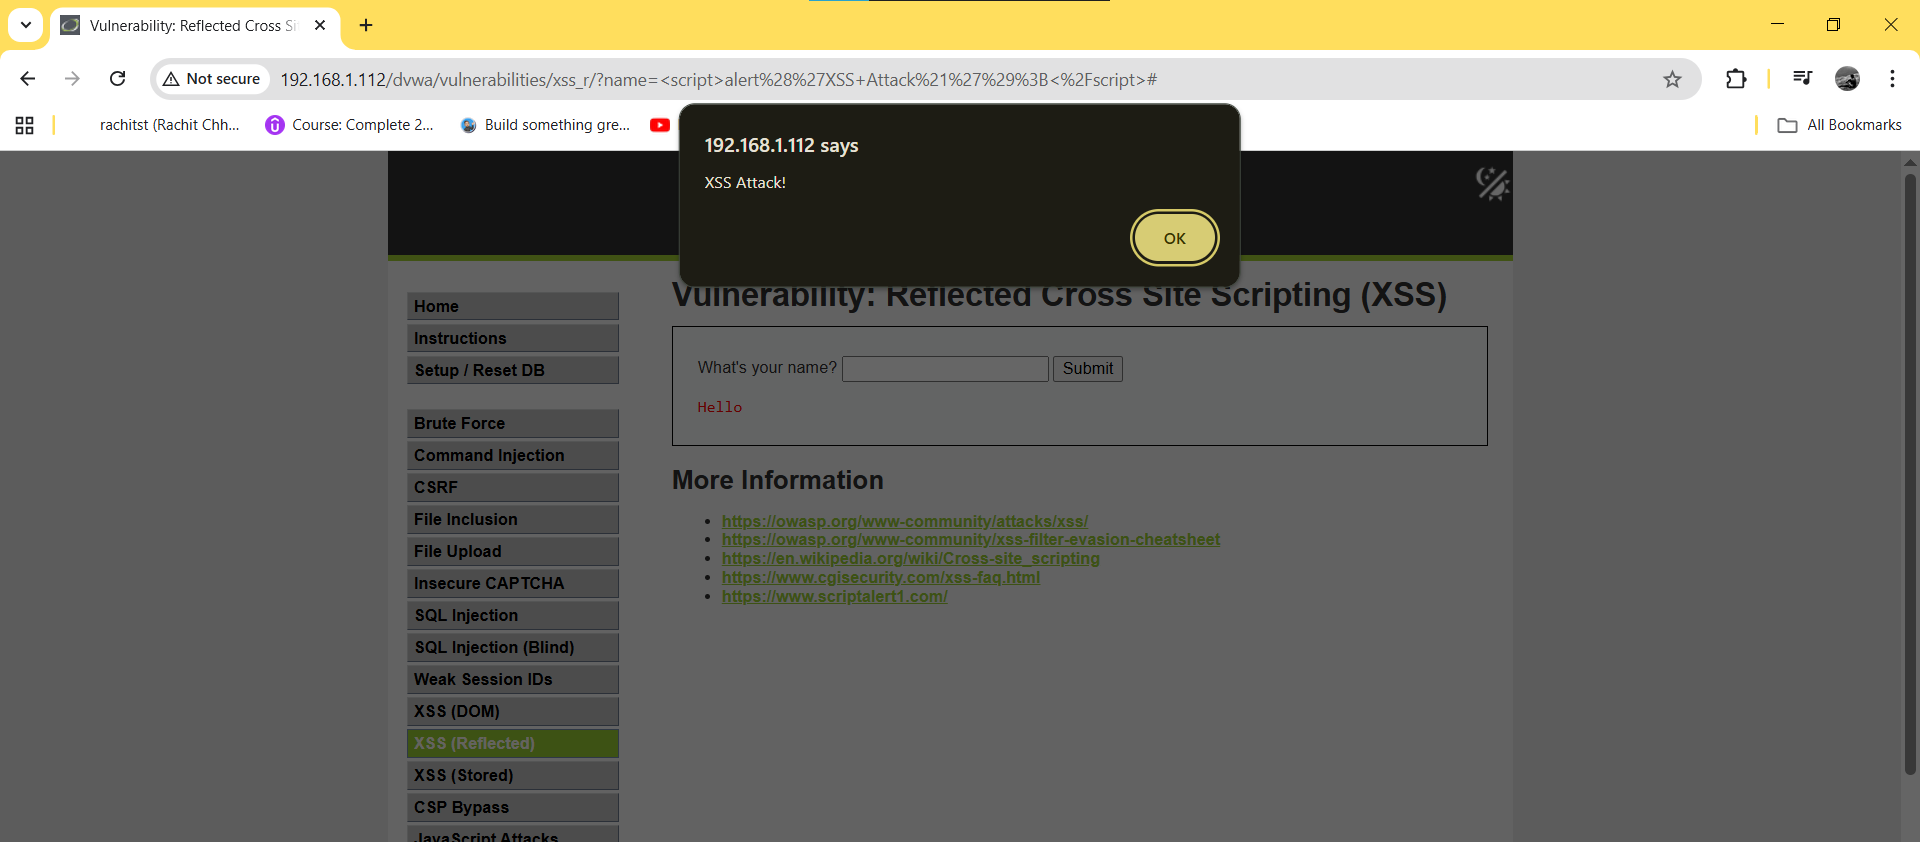 Vulnerability: Reflected Cross Si
Not secure
192.168.1.112/dvwa/vulnerabilities/xss_r/?name=<script>alert%28%27XSS+Attack%21%27%29%3B<%2Fscript>#
rachitst (Rachit Chh...
Course: Complete 2...
Build something gre...
All Bookmarks
192.168.1.112 says
XSS Attack!
OK
Vulnerability: Reflected Cross Site Scripting (XSS)
What's your name?
Submit
Hello
More Information
https://owasp.org/www-community/attacks/xss/
https://owasp.org/www-community/xss-filter-evasion-cheatsheet
https://en.wikipedia.org/wiki/Cross-site_scripting
https://www.cgisecurity.com/xss-faq.html
https://www.scriptalert1.com/
Home
Instructions
Setup / Reset DB
Brute Force
Command Injection
CSRF
File Inclusion
File Upload
Insecure CAPTCHA
SQL Injection
SQL Injection (Blind)
Weak Session IDs
XSS (DOM)
XSS (Reflected)
XSS (Stored)
CSP Bypass
JavaScript Attacks